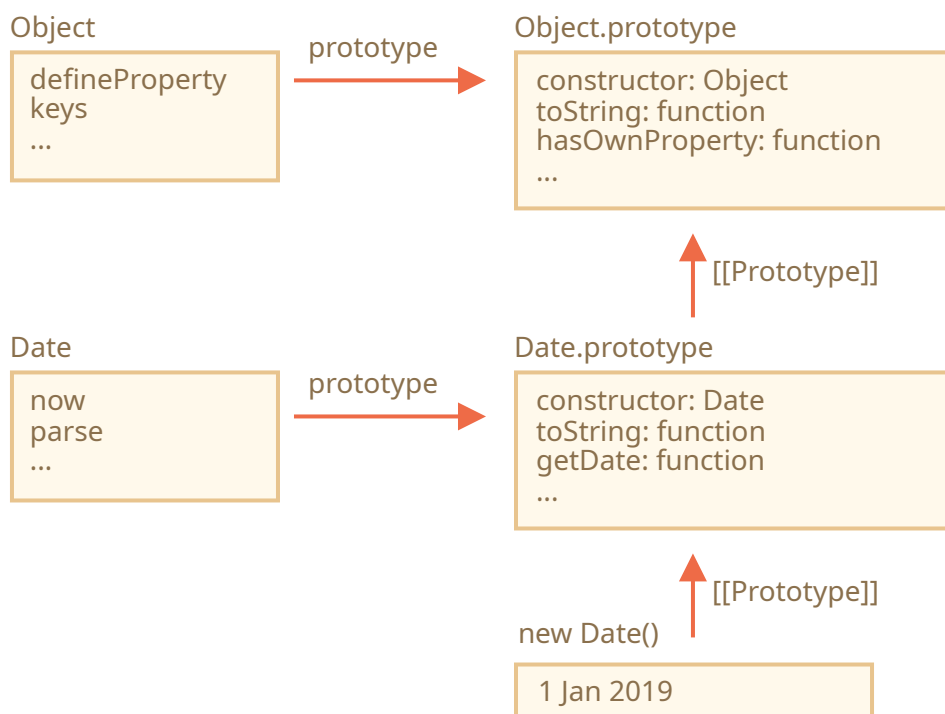 Object
prototype
Object.prototype
defineProperty
keys
...
constructor: Object
toString: function
hasOwnProperty: function
...
[[Prototype]]
Date
prototype
Date.prototype
now
parse
...
constructor: Date
toString: function
getDate: function
...
[[Prototype]]
new Date()
1 Jan 2019